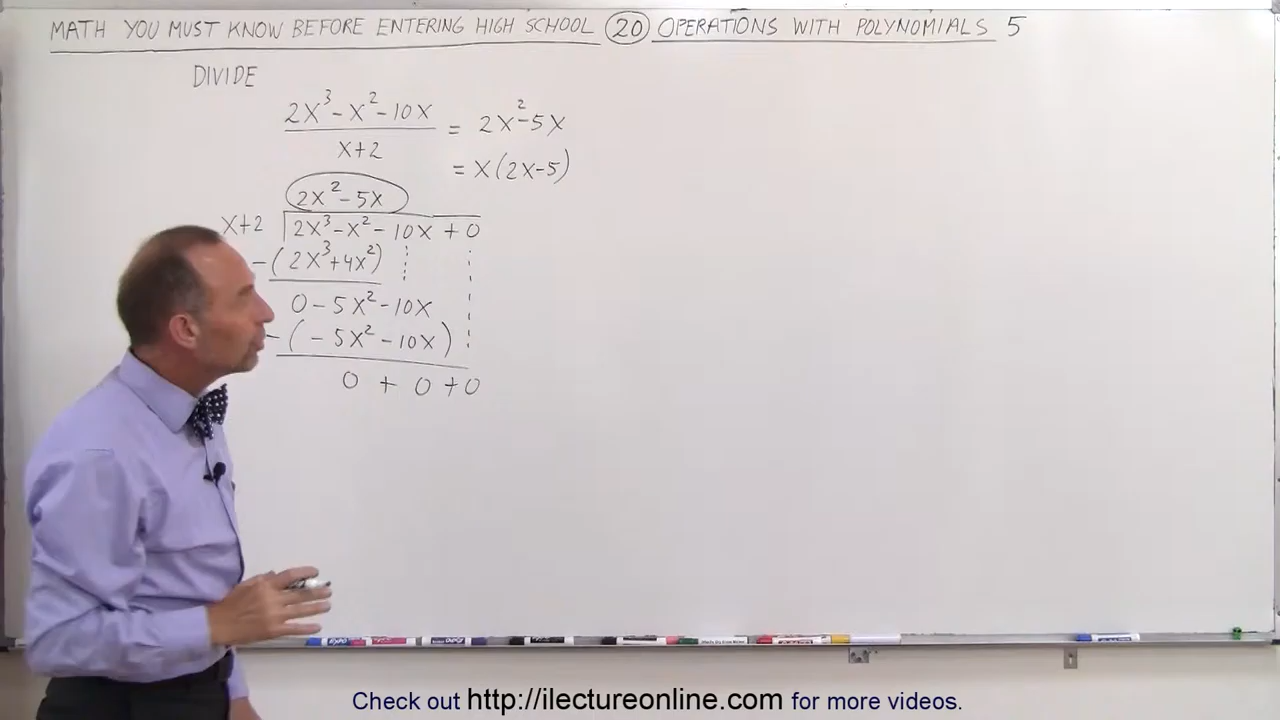 MATH YOU MUST KNOW BEFORE ENTERING HIGH SCHOOL 20 OPERATIONS WITH POLYNOMIALS 5
DIVIDE
2X³-X²-10X
= 2X²-5X
X+2
= X(2X-5)
2X²-5X
X+2 2X³-X²-10X+0
-(2X³+4X²)
0-5X²-10X
-(-5X²-10X)
0 + 0 +0
Check out http://ilectureonline.com for more videos.